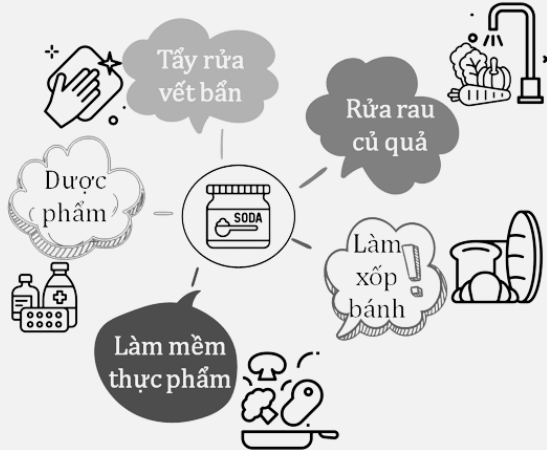 Tẩy rửa
vết bẩn
Rửa rau
củ quả
Dược
phẩm
SODA
Làm
xốp
bánh
!
Làm mềm
thực phẩm